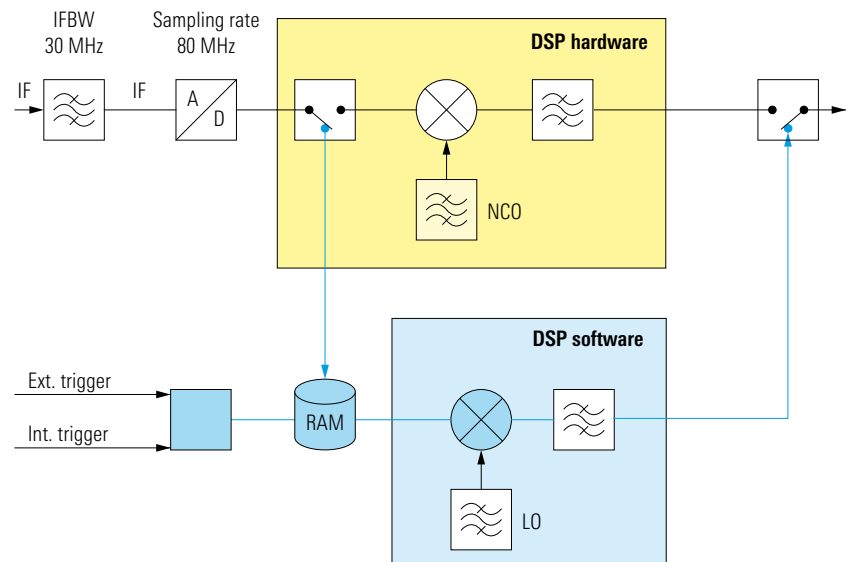 IFBW
30 MHz
Sampling rate
80 MHz
DSP hardware
IF
IF
A
D
NCO
DSP software
Ext. trigger
Int. trigger
RAM
LO